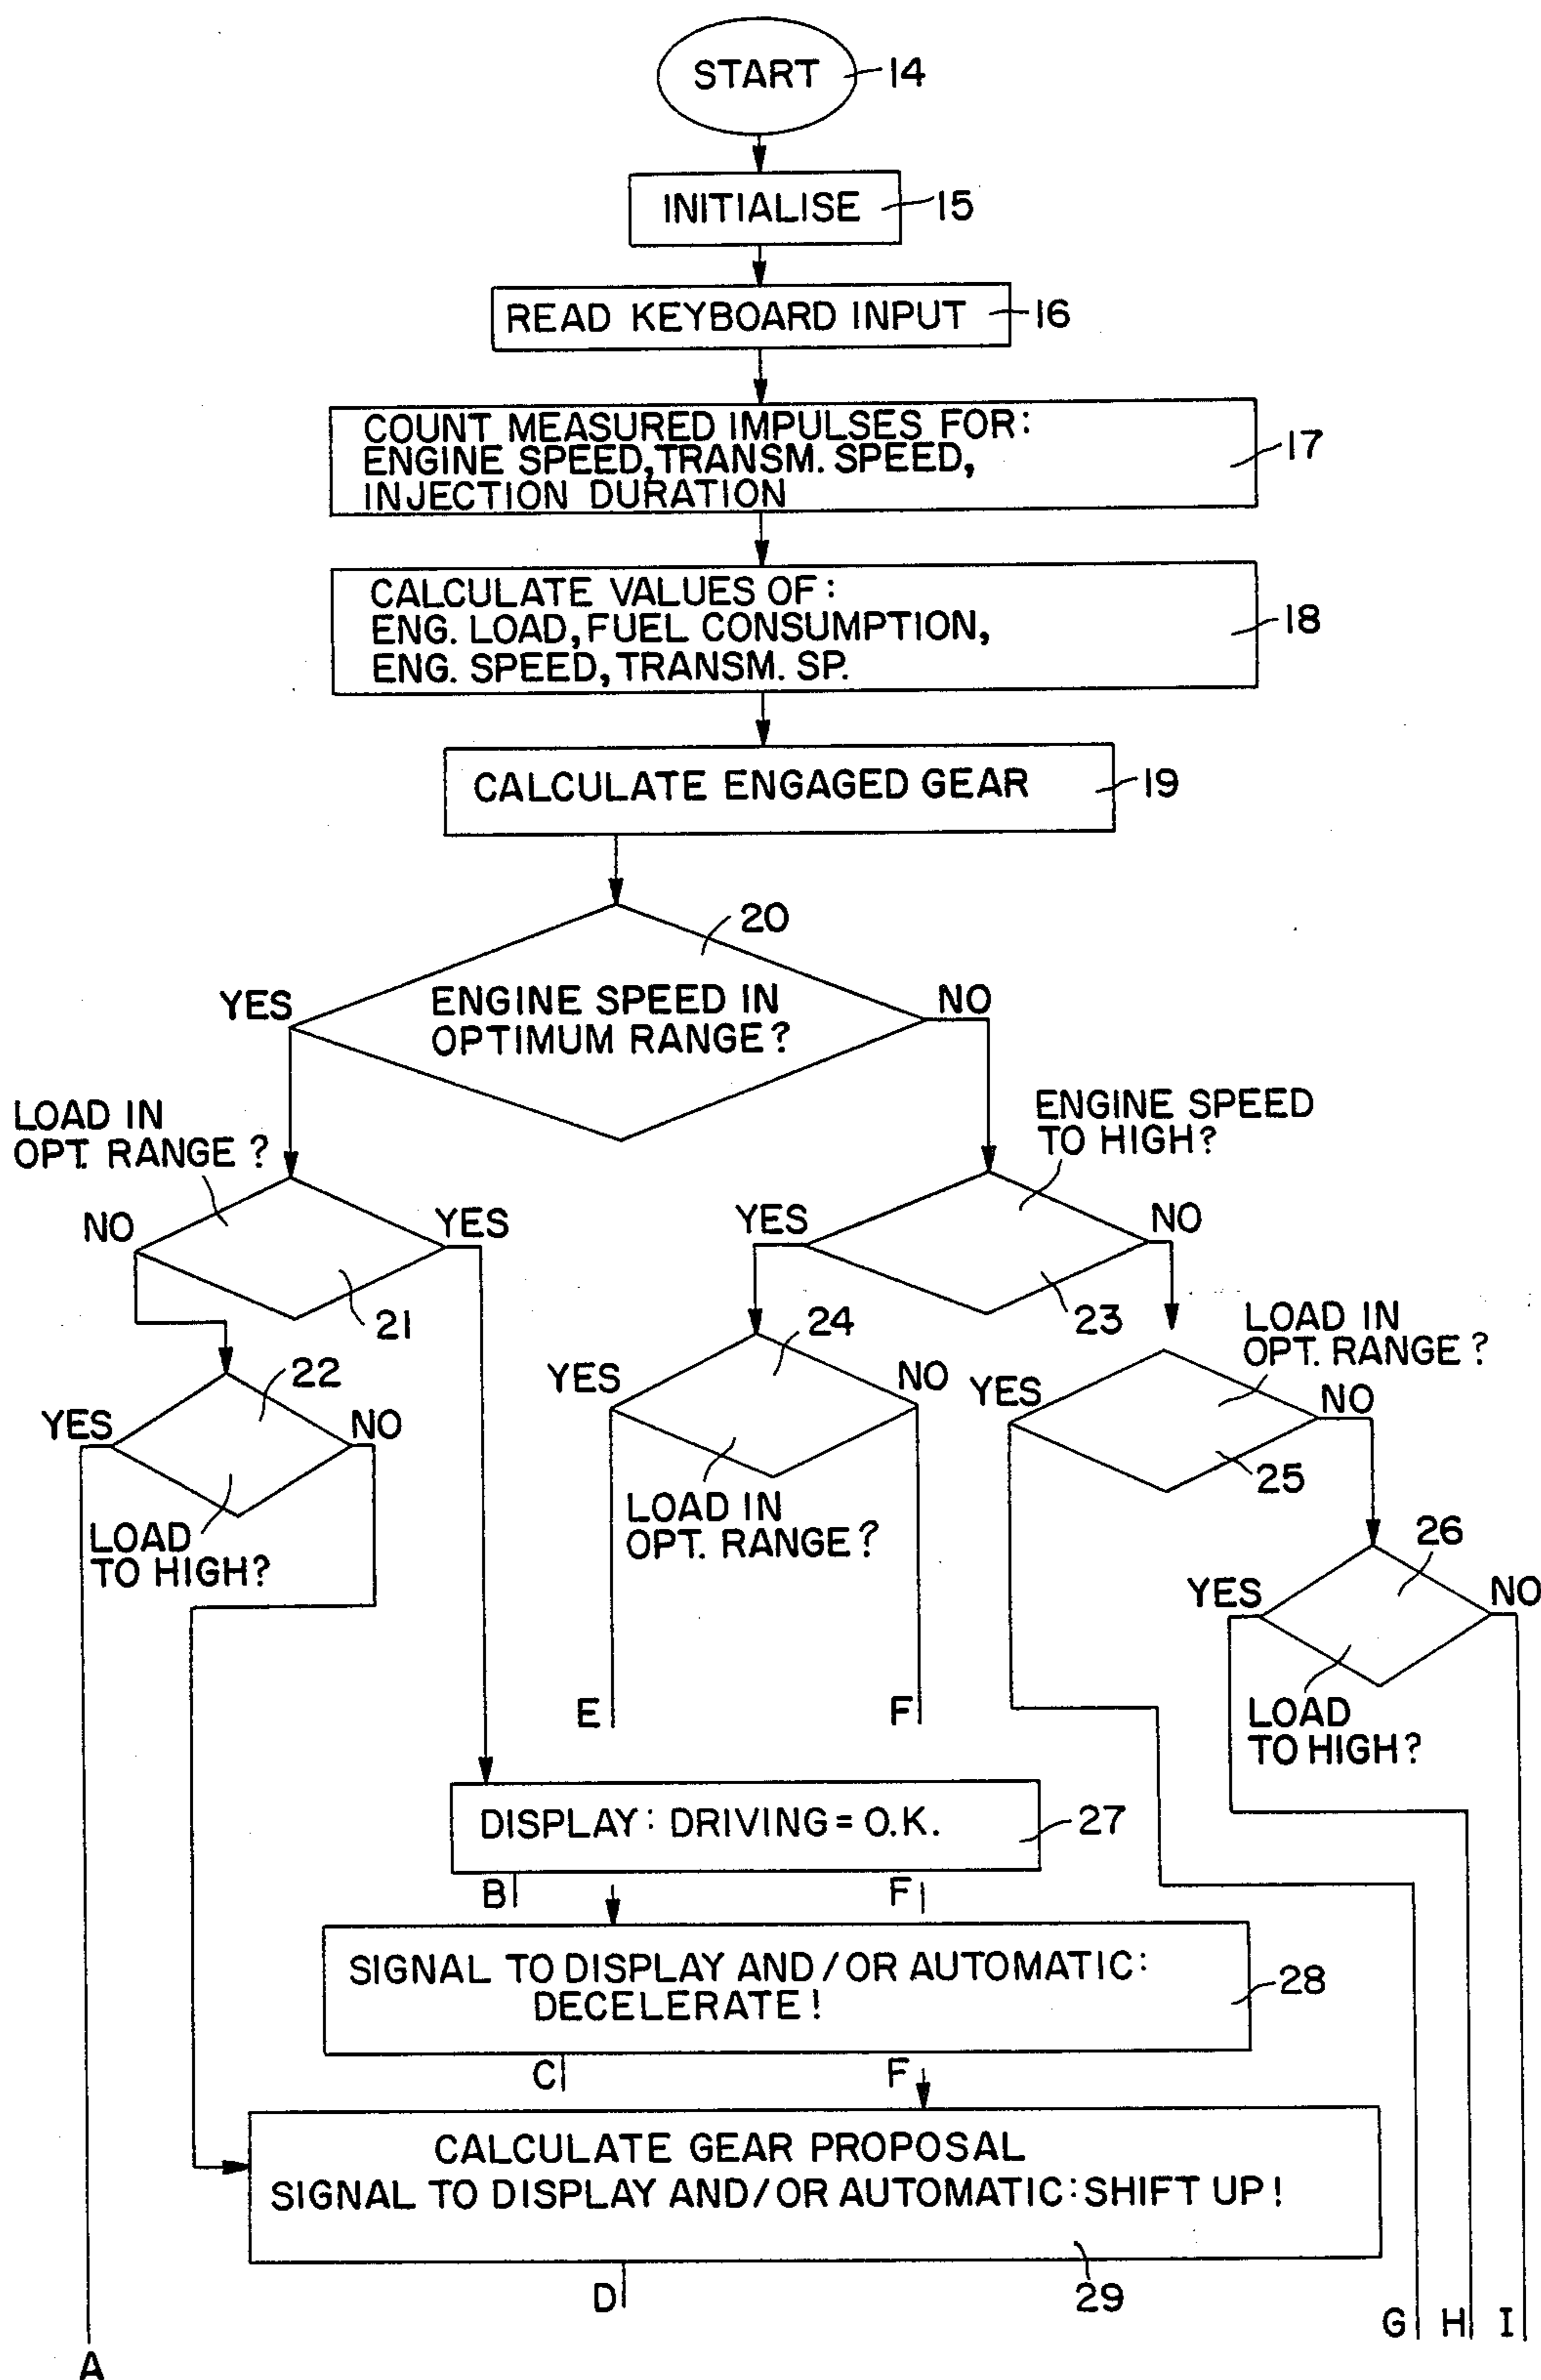 START
14
INITIALISE
15
READ KEYBOARD INPUT
16
COUNT MEASURED IMPULSES FOR:
ENGINE SPEED, TRANSM. SPEED,
INJECTION DURATION
17
CALCULATE VALUES OF:
ENG. LOAD, FUEL CONSUMPTION,
ENG. SPEED, TRANSM. SP.
18
CALCULATE ENGAGED GEAR
19
20
YES
ENGINE SPEED IN
OPTIMUM RANGE?
NO
LOAD IN
OPT. RANGE?
ENGINE SPEED
TO HIGH?
NO
YES
21
YES
NO
23
22
YES
NO
LOAD
TO HIGH?
24
YES
NO
LOAD IN
OPT. RANGE?
LOAD IN
OPT. RANGE?
YES
NO
25
26
YES
NO
LOAD
TO HIGH?
E
F
DISPLAY: DRIVING = O.K.
27
B
F
SIGNAL TO DISPLAY AND/OR AUTOMATIC:
DECELERATE!
28
C
F
CALCULATE GEAR PROPOSAL
SIGNAL TO DISPLAY AND/OR AUTOMATIC: SHIFT UP!
29
D
G
H
I
A